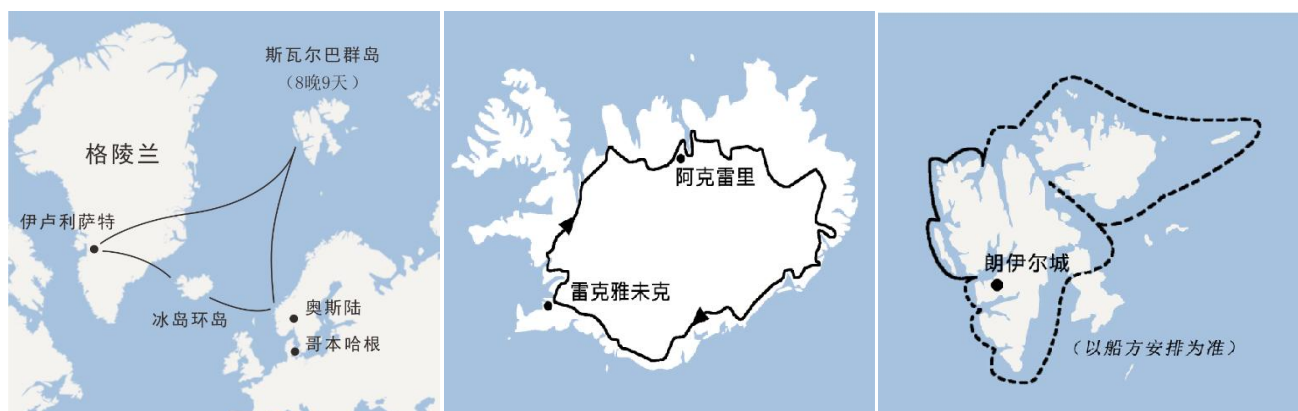 斯瓦尔巴群岛
（8晚9天）
格陵兰
伊卢利萨特
冰岛环岛
奥斯陆
哥本哈根
阿克雷里
雷克雅未克
朗伊尔城
（以船方安排为准）